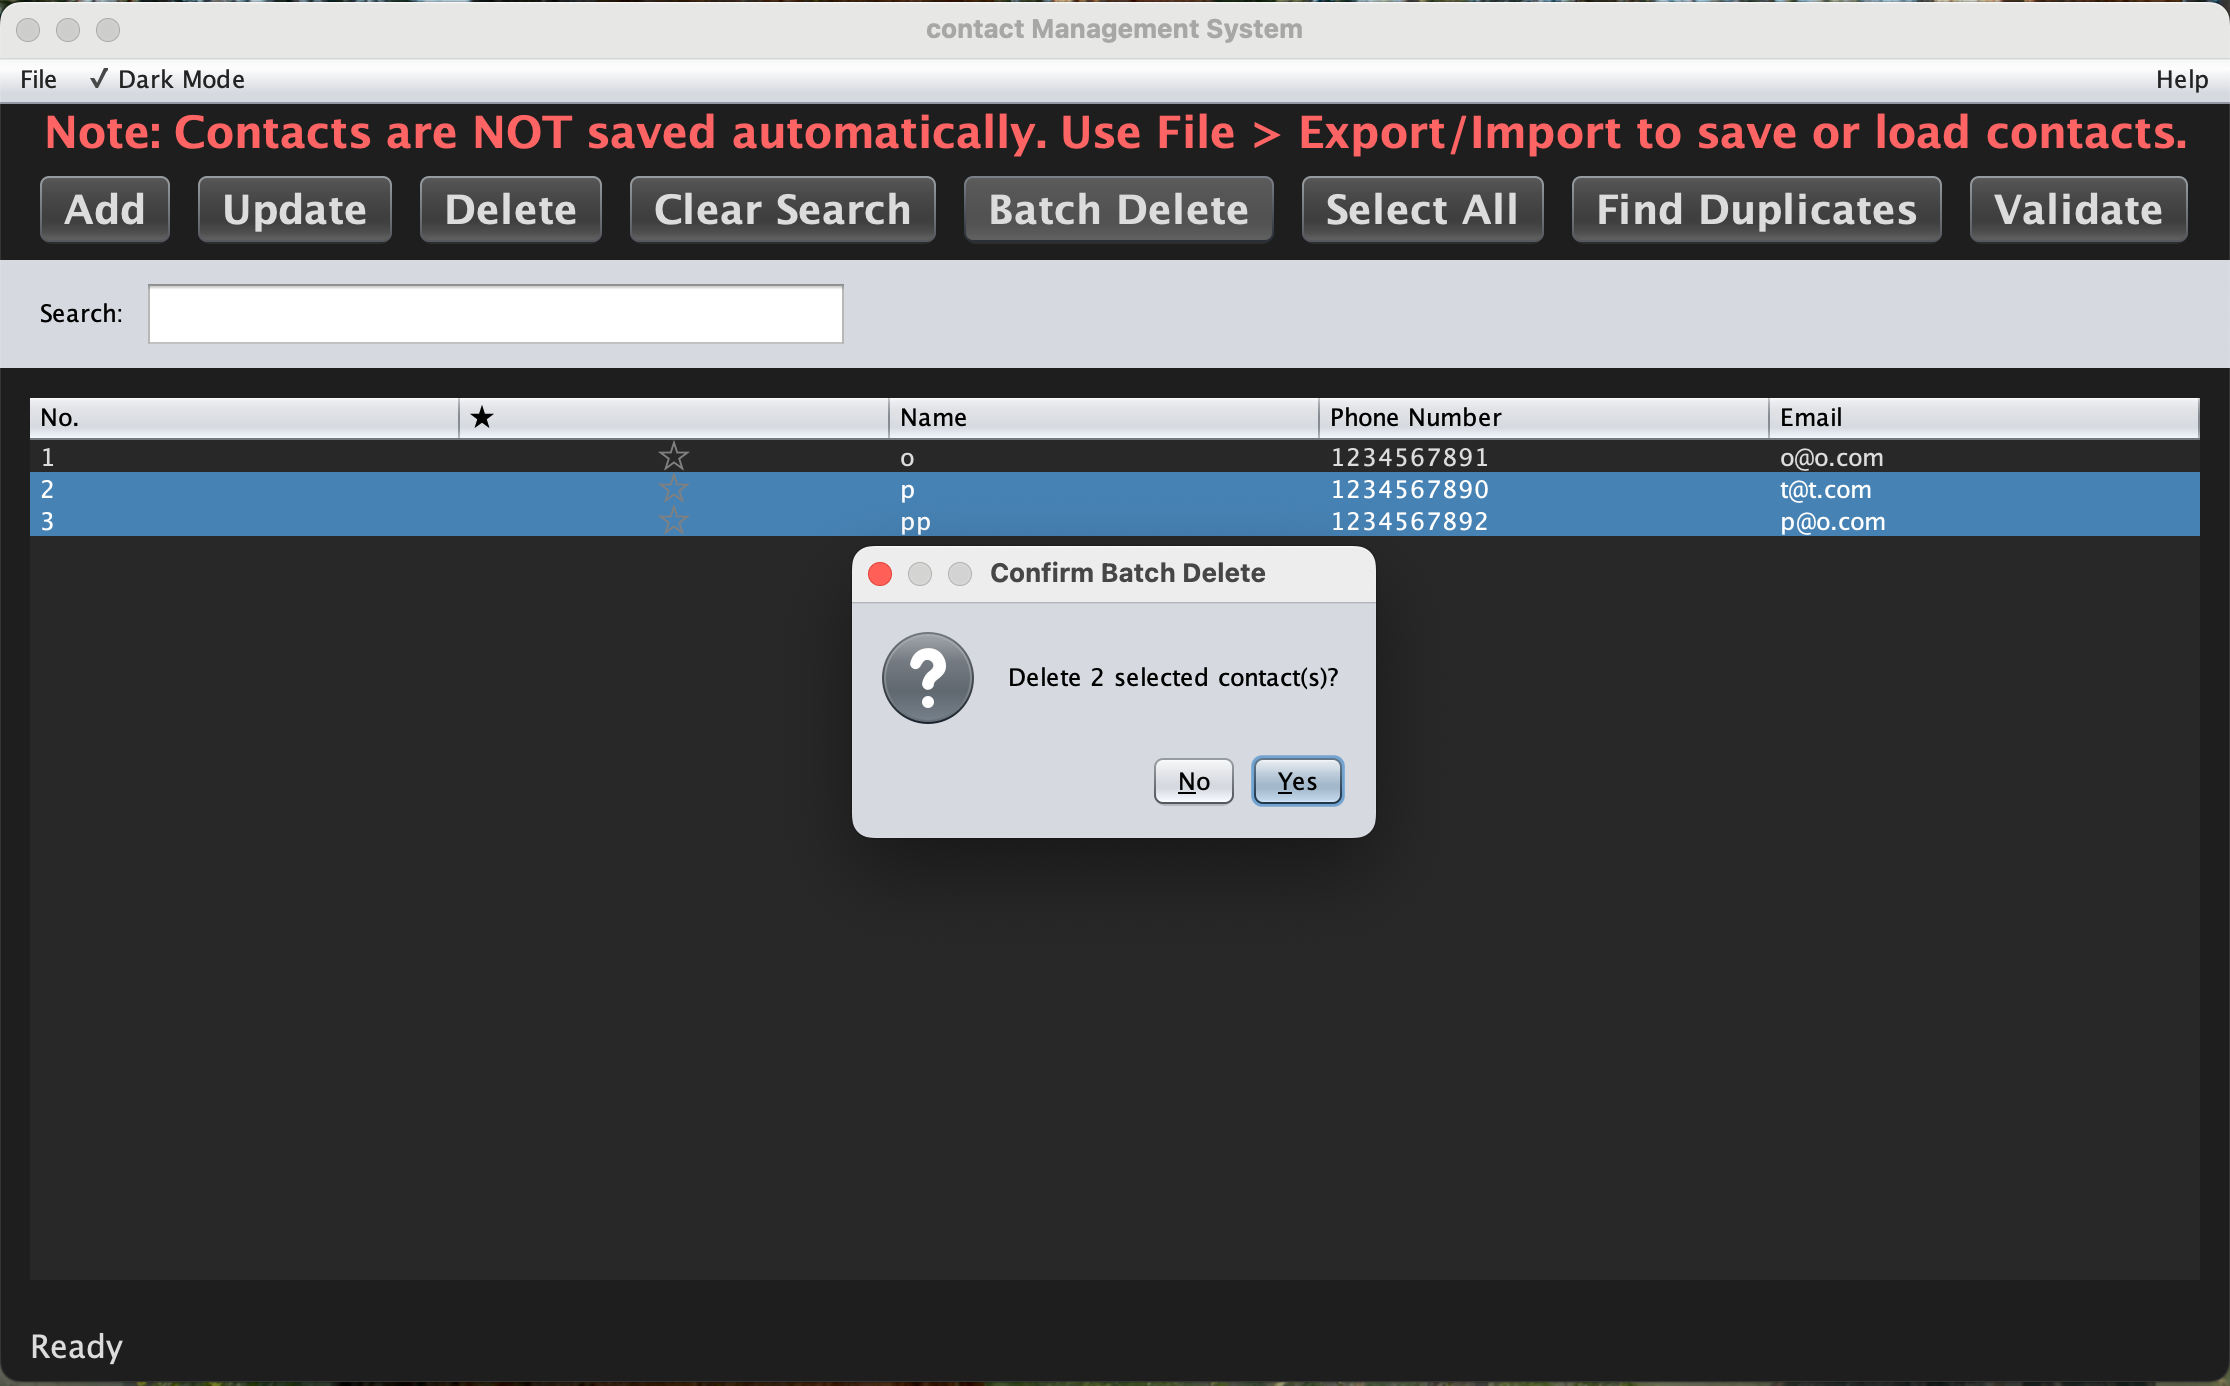 contact Management System
File ✓ Dark Mode Help
Note: Contacts are NOT saved automatically. Use File > Export/Import to save or load contacts.
Add Update Delete Clear Search Batch Delete Select All Find Duplicates Validate
Search:
No. ★ Name Phone Number Email
1 ☆ o 1234567891 o@o.com
2 ☆ p 1234567890 t@t.com
3 ☆ pp 1234567892 p@o.com
Confirm Batch Delete
Delete 2 selected contact(s)?
No Yes
Ready